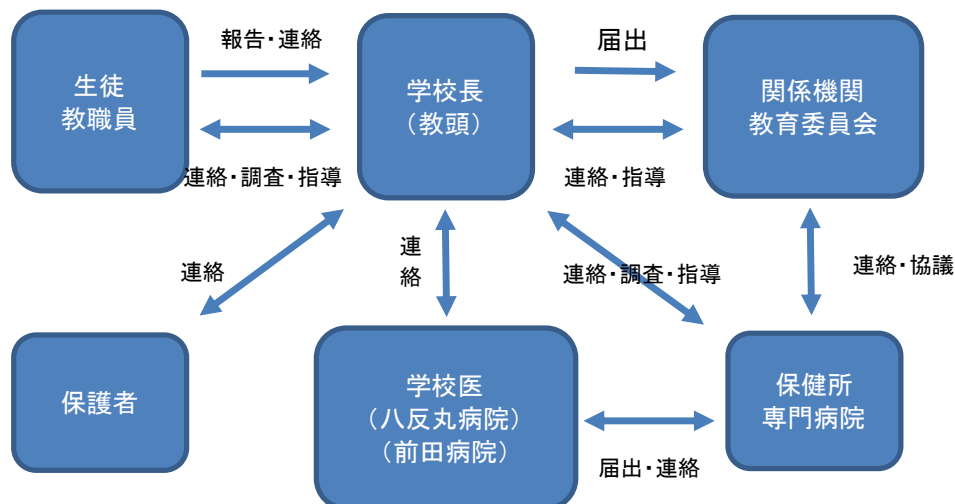 報告・連絡
届出
生徒
教職員
学校長
（教頭）
関係機関
教育委員会
連絡・調査・指導
連絡・指導
連絡
連
絡
連絡・調査・指導
連絡・協議
保護者
学校医
（八反丸病院）
（前田病院）
保健所
専門病院
届出・連絡